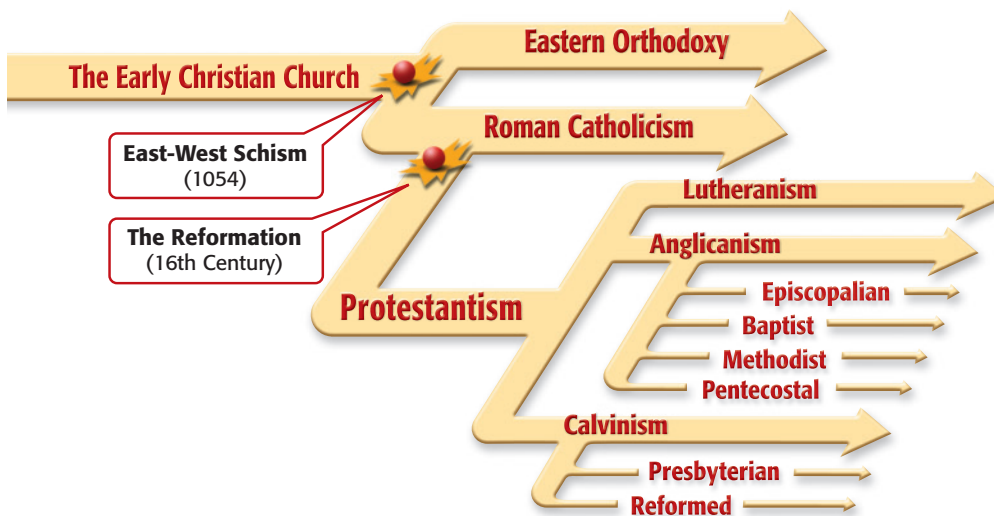 Eastern Orthodoxy
The Early Christian Church
Roman Catholicism
East-West Schism
(1054)
Lutheranism
The Reformation
(16th Century)
Anglicanism
Episcopalian
Protestantism
Baptist
Methodist
Pentecostal
Calvinism
Presbyterian
Reformed